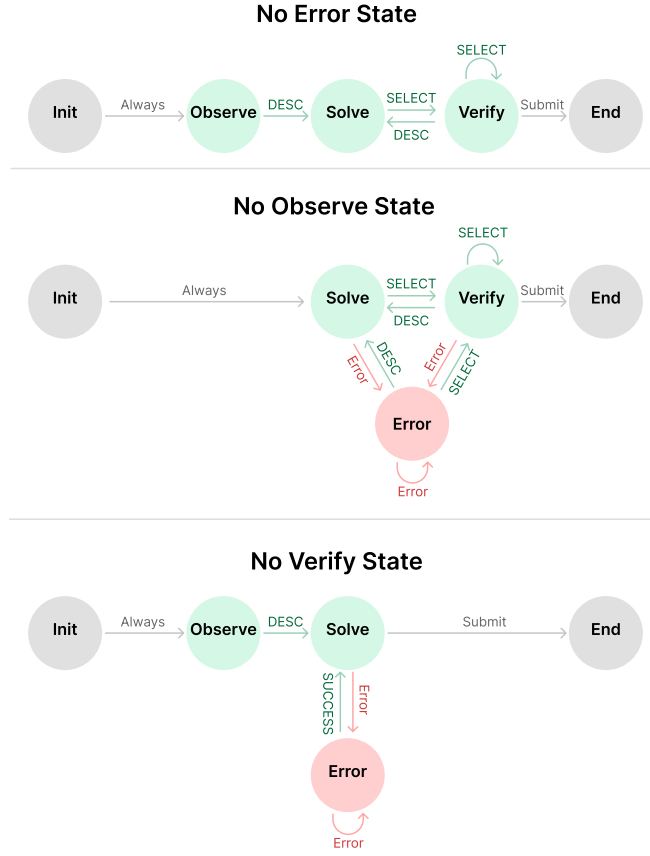 No Error State
SELECT
Init
Always
Observe
DESC
Solve
SELECT
DESC
Verify
Submit
End
No Observe State
SELECT
Init
Always
Solve
SELECT
DESC
Verify
Submit
End
Error
DESC
Error
SELECT
Error
Error
No Verify State
Init
Always
Observe
DESC
Solve
Submit
End
SUCCESS
Error
Error
Error